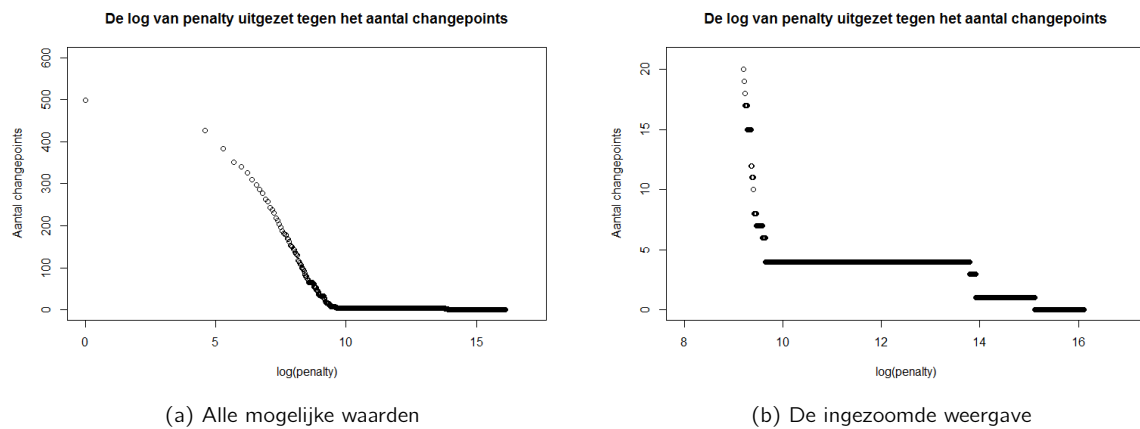 De log van penalty uitgezet tegen het aantal changepoints
600
500
400
300
200
100
0
Aantal changepoints
0
5
10
15
log(penalty)
(a) Alle mogelijke waarden
De log van penalty uitgezet tegen het aantal changepoints
20
15
10
5
0
Aantal changepoints
8
10
12
14
16
log(penalty)
(b) De ingezoomde weergave